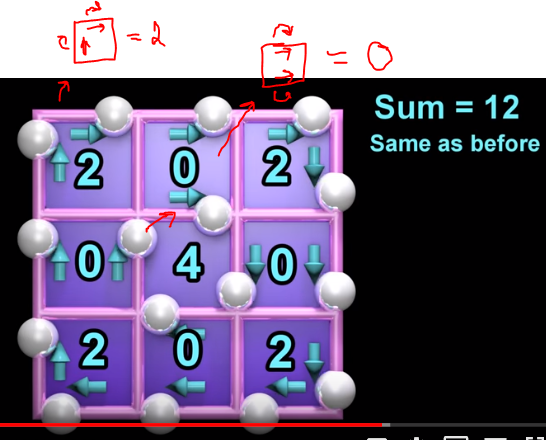 = 2
= 0
Sum = 12
Same as before
2 0 2
0 4 0
2 0 2